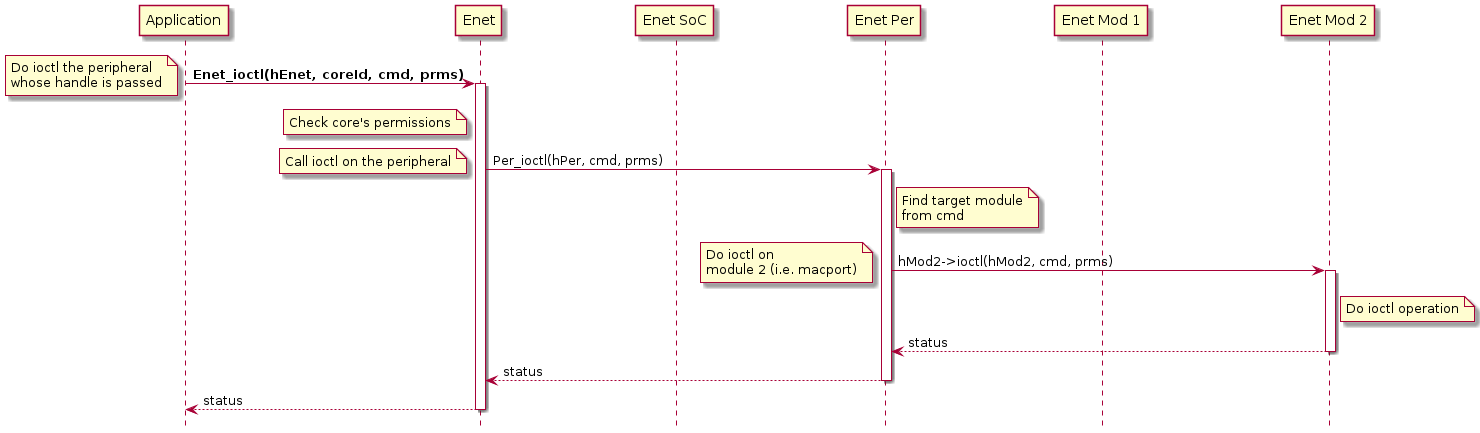 Application
Enet
Enet SoC
Enet Per
Enet Mod 1
Enet Mod 2
Do ioctl the peripheral
whose handle is passed
Enet_ioctl(hEnet, coreId, cmd, prms)
Check core's permissions
Call ioctl on the peripheral
Per_ioctl(hPer, cmd, prms)
Find target module
from cmd
Do ioctl on
module 2 (i.e. macport)
hMod2->ioctl(hMod2, cmd, prms)
Do ioctl operation
status
status
status